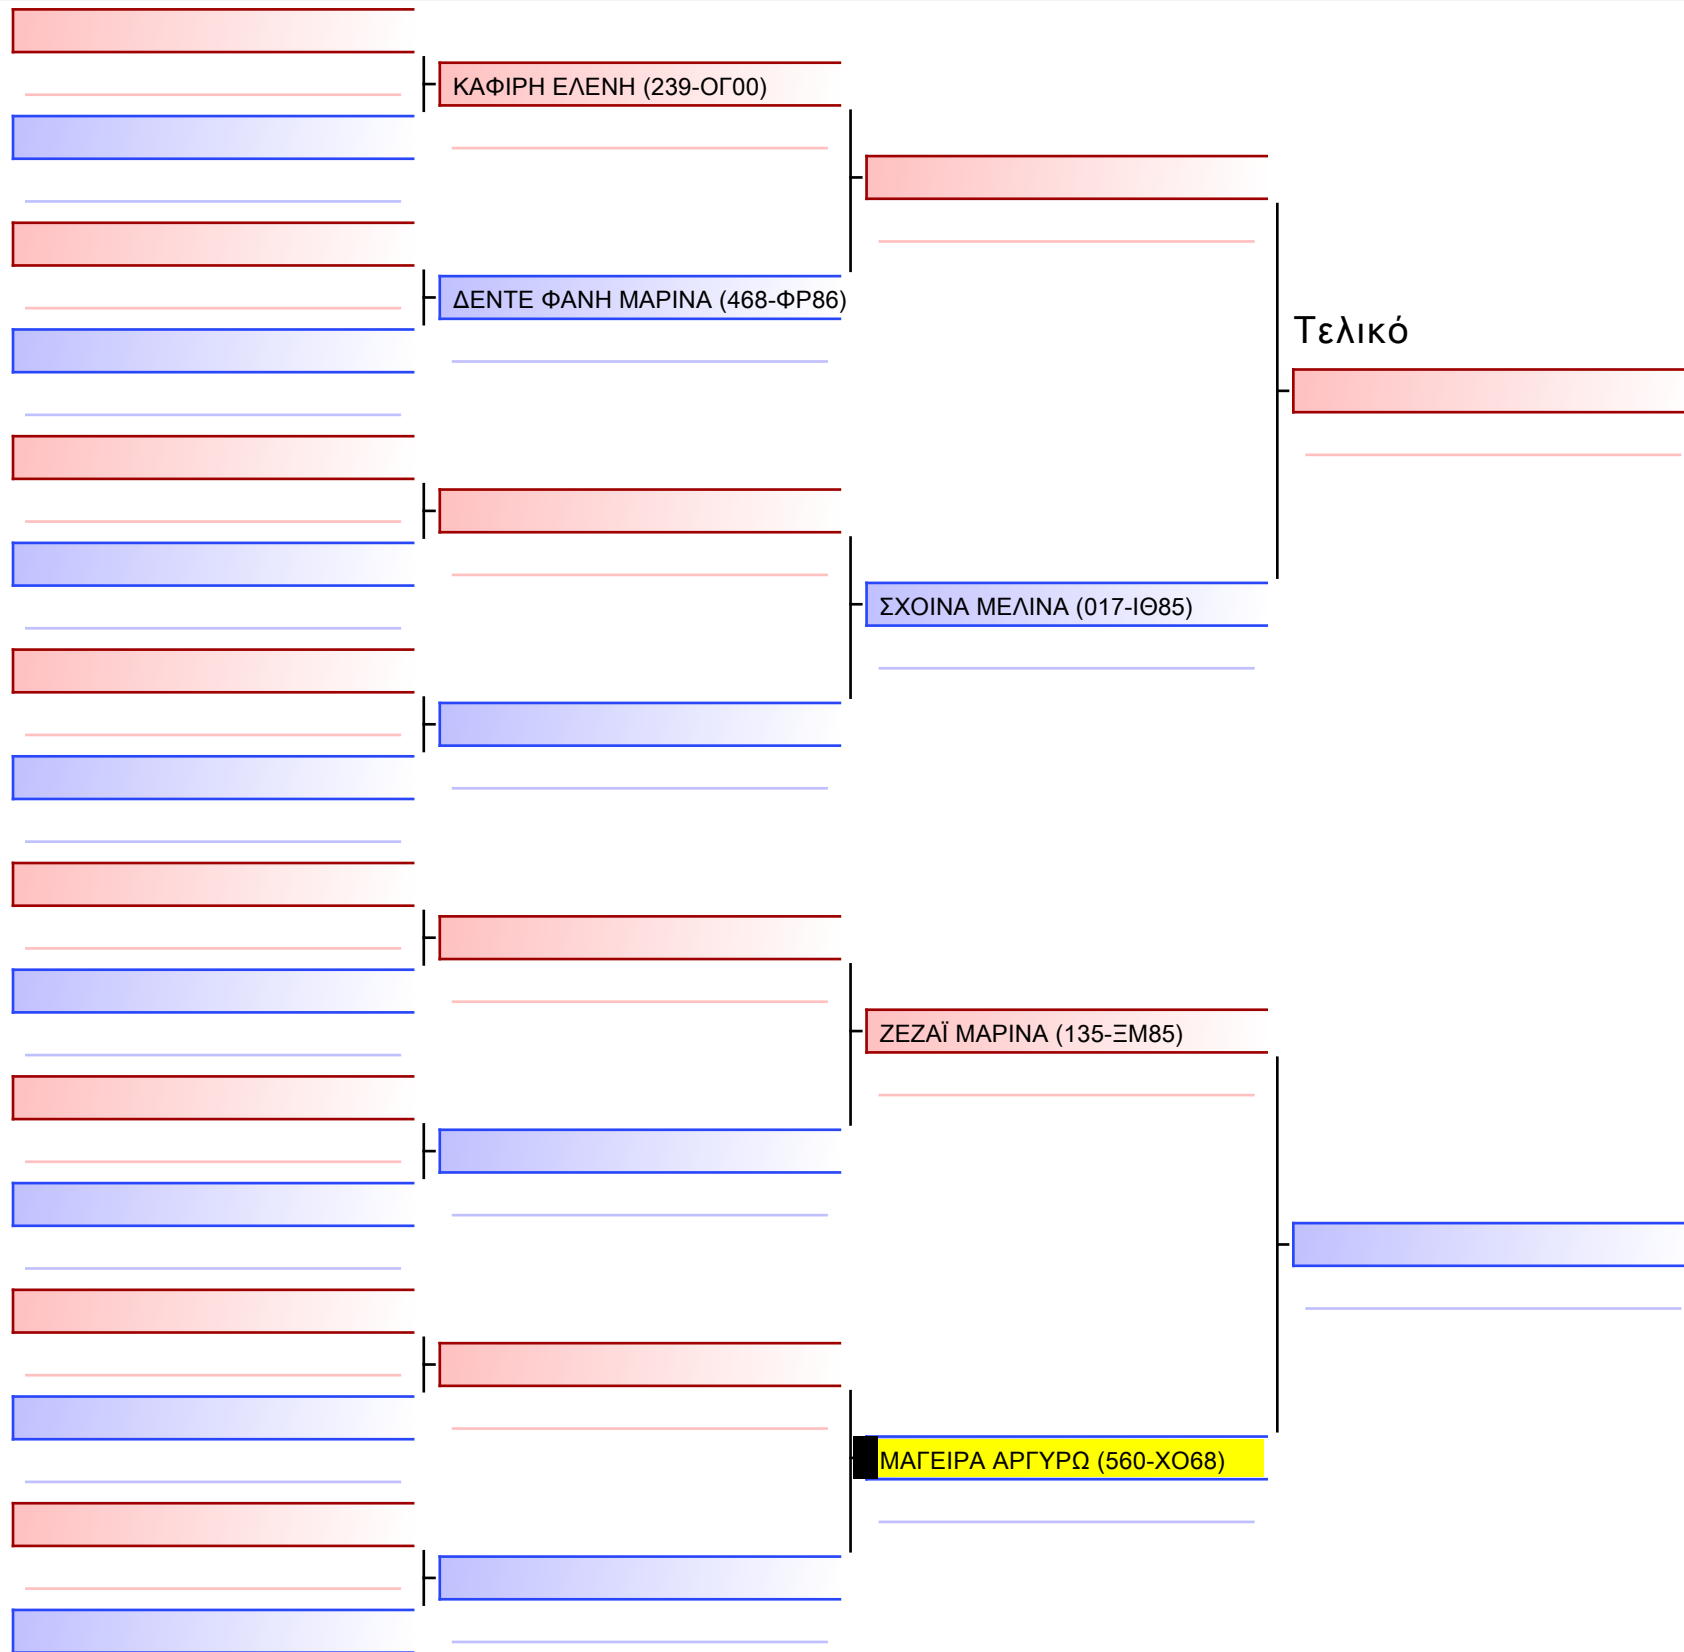 ΚΑΦΙΡΗ ΕΛΕΝΗ (239-ΟΓ00)
ΔΕΝΤΕ ΦΑΝΗ ΜΑΡΙΝΑ (468-ΦΡ86)
Τελικό
ΣΧΟΙΝΑ ΜΕΛΙΝΑ (017-ΙΘ85)
ΖΕΖΑΪ ΜΑΡΙΝΑ (135-ΞΜ85)
ΜΑΓΕΙΡΑ ΑΡΓΥΡΩ (560-ΧΟ68)